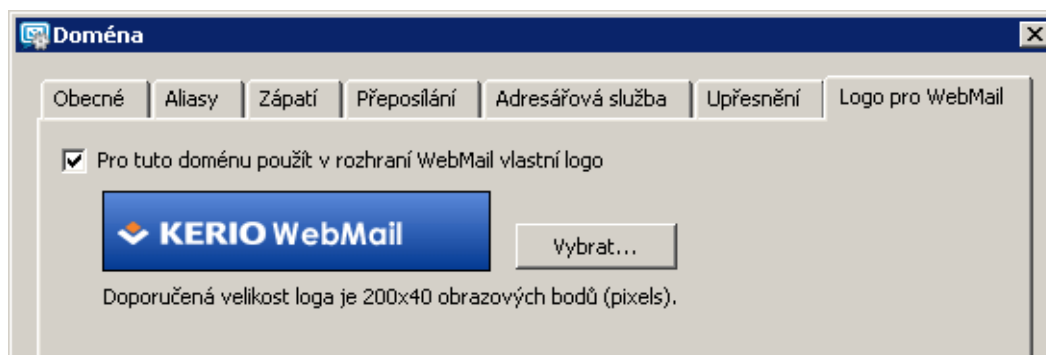 Doména
Obecné Aliasy Zápatí Přeposílání Adresářová služba Upřesnění Logo pro WebMail
Pro tuto doménu použít v rozhraní WebMail vlastní logo
KERIO WebMail
Vybrat...
Doporučená velikost loga je 200x40 obrazových bodů (pixels).